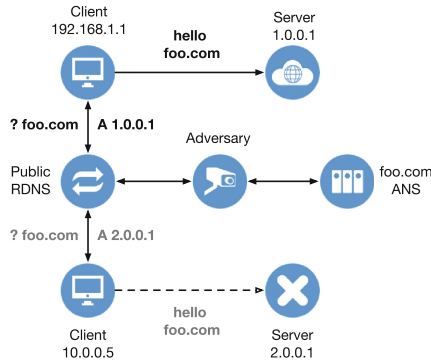 Client
192.168.1.1
Server
1.0.0.1
hello
foo.com
? foo.com
A 1.0.0.1
Adversary
Public
RDNS
foo.com
ANS
? foo.com
A 2.0.0.1
hello
foo.com
Client
10.0.0.5
Server
2.0.0.1